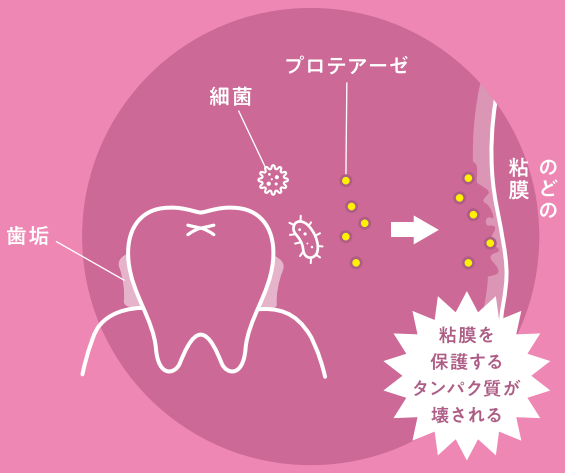 プロテアーゼ
細菌
のどの
粘膜
歯垢
粘膜を
保護する
タンパク質が
壊される